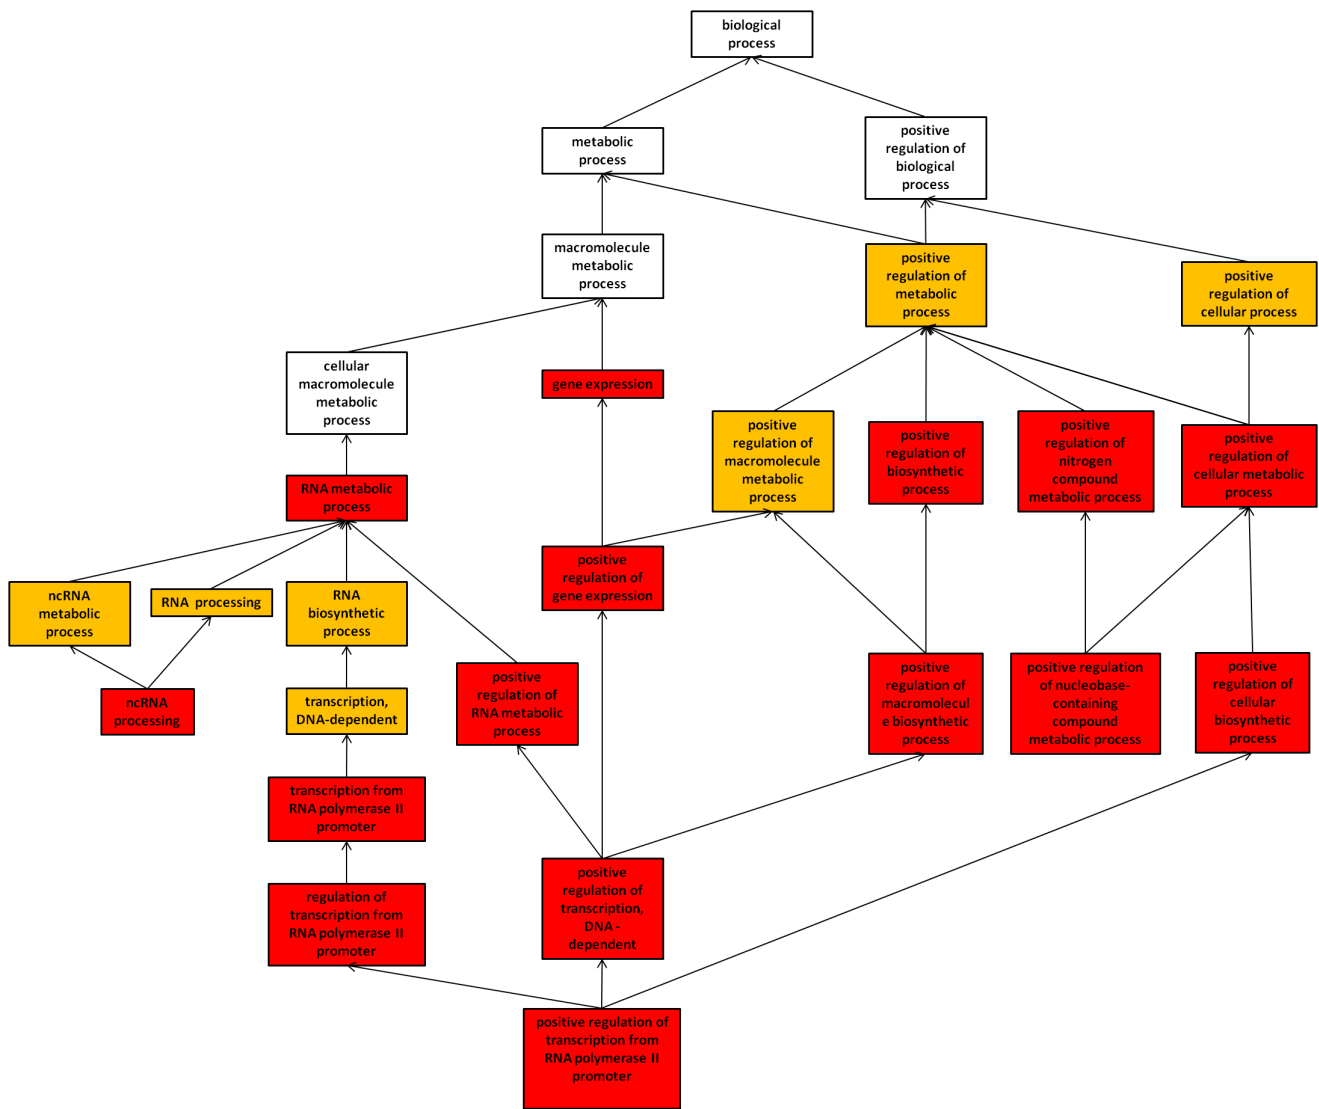 biological
process
metabolic
process
positive
regulation of
biological
process
macromolecule
metabolic
process
positive
regulation of
metabolic
process
positive
regulation of
cellular process
cellular
macromolecule
metabolic
process
gene expression
positive
regulation of
macromolecule
metabolic
process
positive
regulation of
biosynthetic
process
positive
regulation of
nitrogen
compound
metabolic process
positive
regulation of
cellular metabolic
process
RNA metabolic
process
positive
regulation of
gene expression
ncRNA
metabolic
process
RNA processing
RNA
biosynthetic
process
positive
regulation of
RNA metabolic
process
positive
regulation of
macromolecul
e biosynthetic
process
positive regulation
of nucleobase-
containing
compound
metabolic process
positive
regulation of
cellular
biosynthetic
process
ncRNA
processing
transcription,
DNA-dependent
transcription from
RNA polymerase II
promoter
positive
regulation of
transcription,
DNA -
dependent
regulation of
transcription from
RNA polymerase II
promoter
positive regulation of
transcription from
RNA polymerase II
promoter